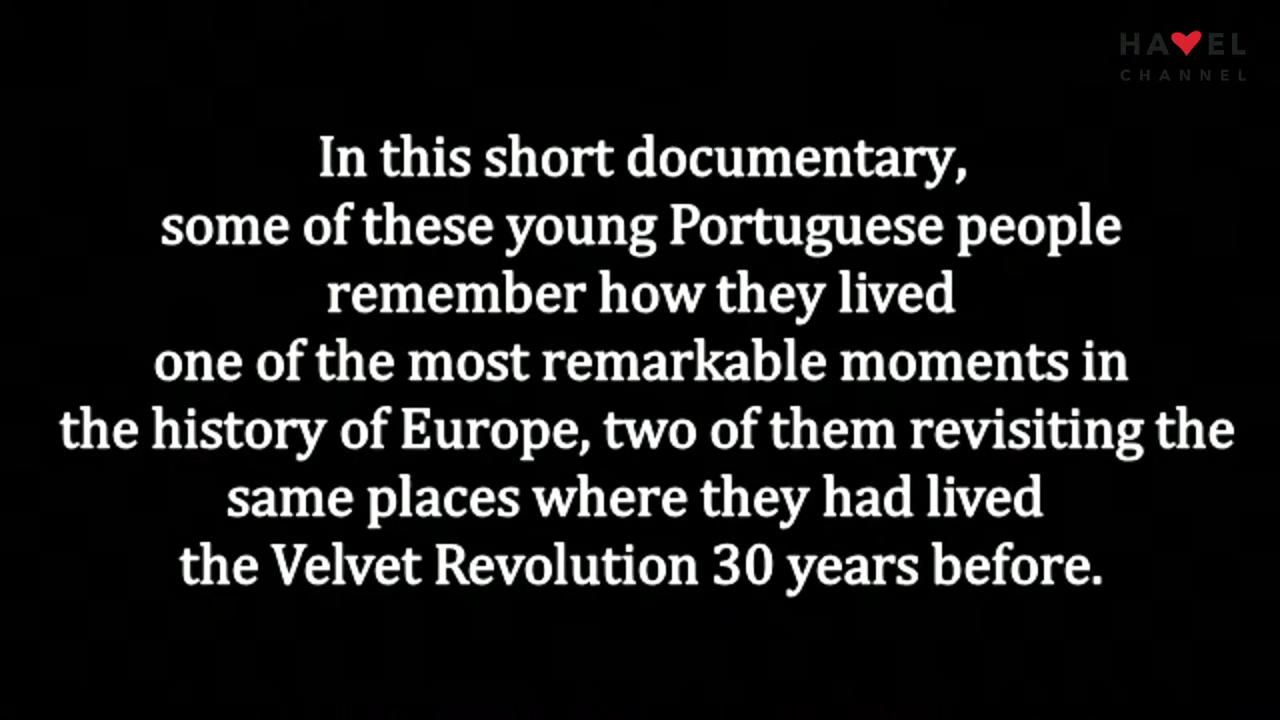 HAVEL
CHANNEL
In this short documentary,
some of these young Portuguese people
remember how they lived
one of the most remarkable moments in
the history of Europe, two of them revisiting the
same places where they had lived
the Velvet Revolution 30 years before.